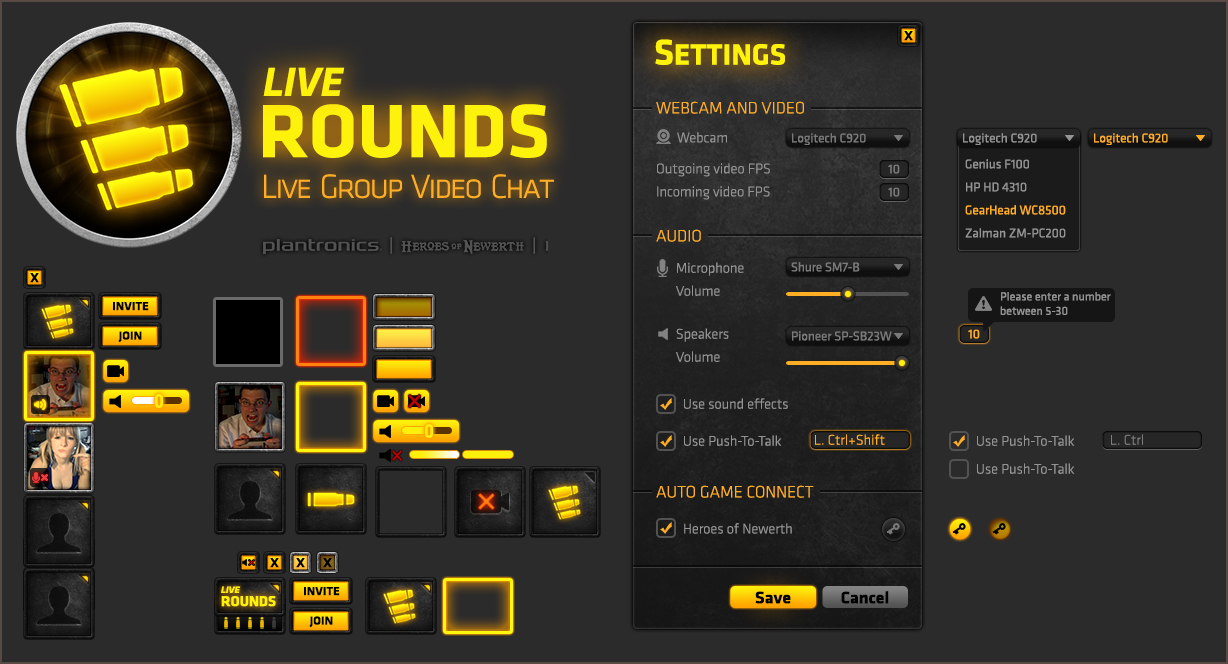 LIVE
ROUNDS
LIVE GROUP VIDEO CHAT
plantronics. | HEROES OF NEWERTH |
X
INVITE
JOIN
X
X
X
LIVE
ROUNDS
INVITE
JOIN
X
SETTINGS
WEBCAM AND VIDEO
Webcam
Logitech C920
Outgoing video FPS
10
Incoming video FPS
10
AUDIO
Microphone
Shure SM7-B
Volume
Speakers
Pioneer SP-SB23W
Volume
Use sound effects
Use Push-To-Talk
L. Ctrl+Shift
AUTO GAME CONNECT
Heroes of Newerth
Save
Cancel
Logitech C920
Logitech C920
Genius F100
HP HD 4310
GearHead WC8500
Zalman ZM-PC200
Please enter a number
between 5-30
10
Use Push-To-Talk
L. Ctrl
Use Push-To-Talk